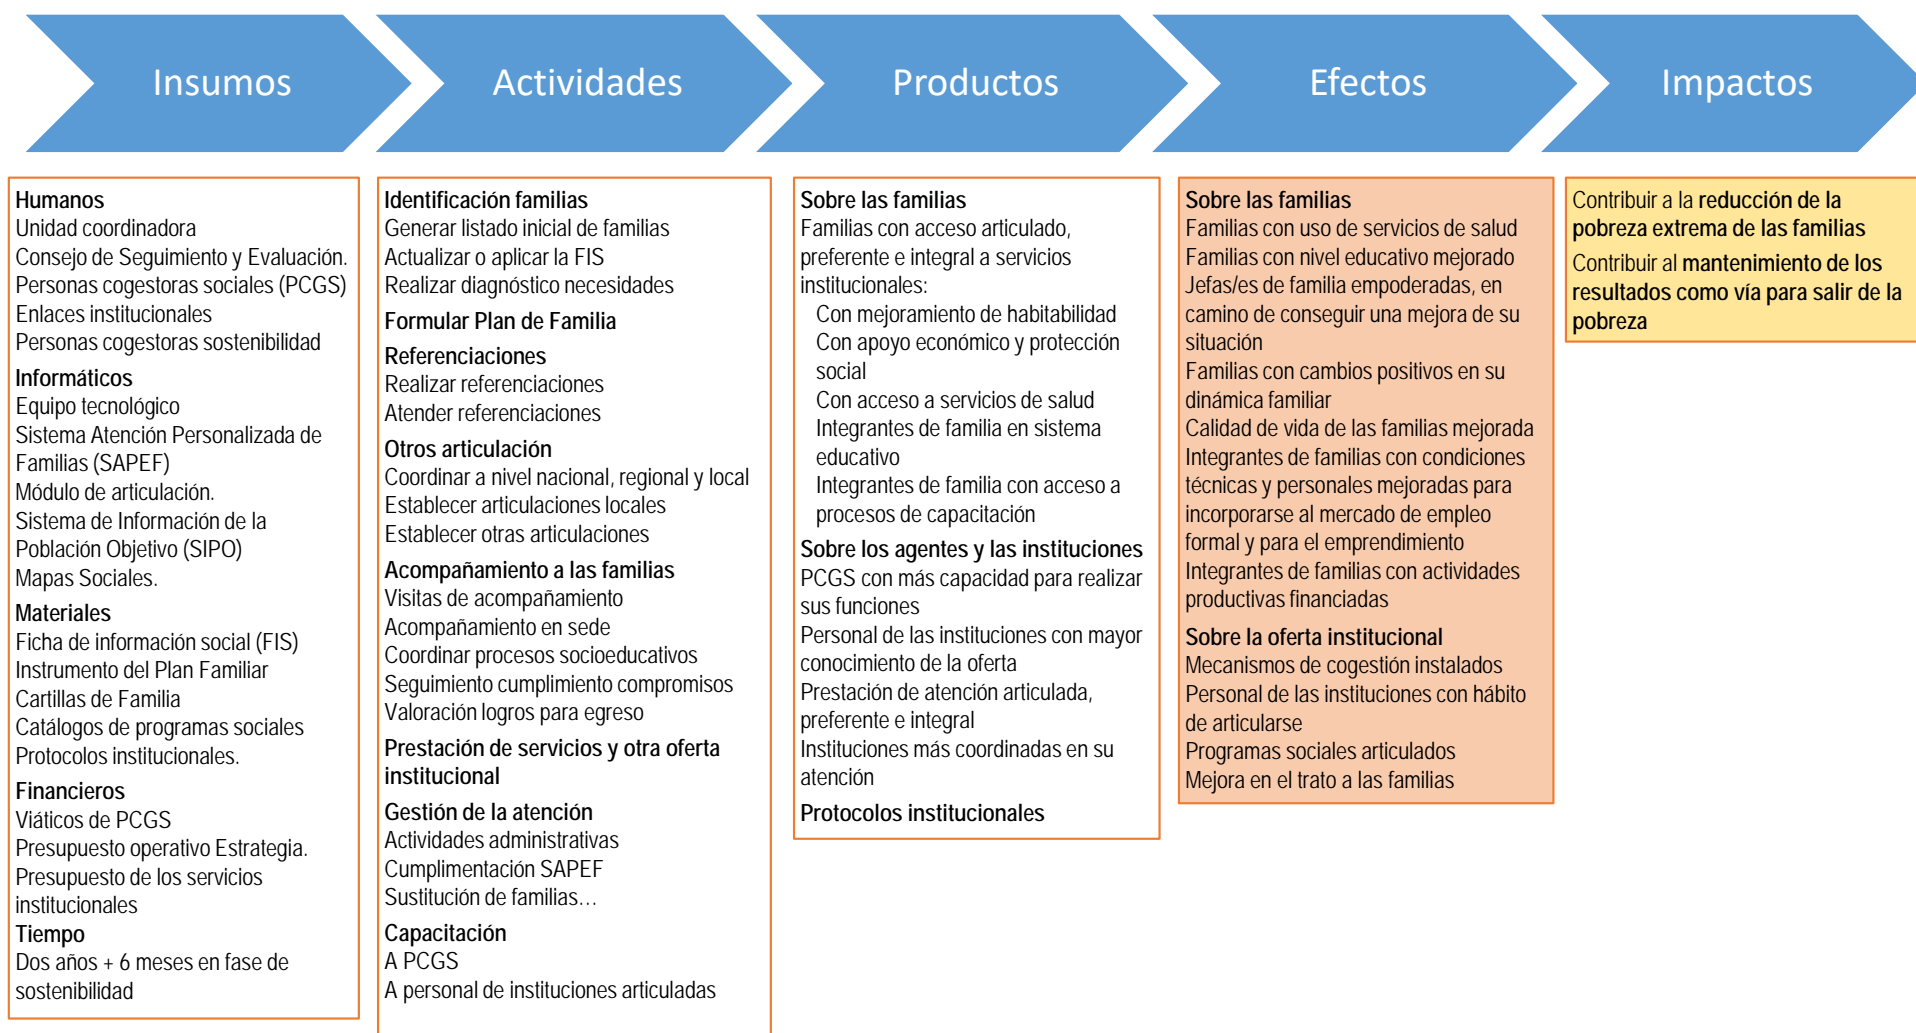 Insumos
Actividades
Productos
Efectos
Impactos
Humanos
Unidad coordinadora
Consejo de Seguimiento y Evaluación.
Personas cogestoras sociales (PCGS)
Enlaces institucionales
Personas cogestoras sostenibilidad
Informáticos
Equipo tecnológico
Sistema Atención Personalizada de
Familias (SAPEF)
Módulo de articulación.
Sistema de Información de la
Población Objetivo (SIPO)
Mapas Sociales.
Materiales
Ficha de información social (FIS)
Instrumento del Plan Familiar
Cartillas de Familia
Catálogos de programas sociales
Protocolos institucionales.
Financieros
Viáticos de PCGS
Presupuesto operativo Estrategia.
Presupuesto de los servicios
institucionales
Tiempo
Dos años + 6 meses en fase de
sostenibilidad
Identificación familias
Generar listado inicial de familias
Actualizar o aplicar la FIS
Realizar diagnóstico necesidades
Formular Plan de Familia
Referenciaciones
Realizar referenciaciones
Atender referenciaciones
Otros articulación
Coordinar a nivel nacional, regional y local
Establecer articulaciones locales
Establecer otras articulaciones
Acompañamiento a las familias
Visitas de acompañamiento
Acompañamiento en sede
Coordinar procesos socioeducativos
Seguimiento cumplimiento compromisos
Valoración logros para egreso
Prestación de servicios y otra oferta
institucional
Gestión de la atención
Actividades administrativas
Cumplimentación SAPEF
Sustitución de familias…
Capacitación
A PCGS
A personal de instituciones articuladas
Sobre las familias
Familias con acceso articulado,
preferente e integral a servicios
institucionales:
Con mejoramiento de habitabilidad
Con apoyo económico y protección
social
Con acceso a servicios de salud
Integrantes de familia en sistema
educativo
Integrantes de familia con acceso a
procesos de capacitación
Sobre los agentes y las instituciones
PCGS con más capacidad para realizar
sus funciones
Personal de las instituciones con mayor
conocimiento de la oferta
Prestación de atención articulada,
preferente e integral
Instituciones más coordinadas en su
atención
Protocolos institucionales
Sobre las familias
Familias con uso de servicios de salud
Familias con nivel educativo mejorado
Jefas/es de familia empoderadas, en
camino de conseguir una mejora de su
situación
Familias con cambios positivos en su
dinámica familiar
Calidad de vida de las familias mejorada
Integrantes de familias con condiciones
técnicas y personales mejoradas para
incorporarse al mercado de empleo
formal y para el emprendimiento
Integrantes de familias con actividades
productivas financiadas
Sobre la oferta institucional
Mecanismos de cogestión instalados
Personal de las instituciones con hábito
de articularse
Programas sociales articulados
Mejora en el trato a las familias
Contribuir a la reducción de la
pobreza extrema de las familias
Contribuir al mantenimiento de los
resultados como vía para salir de la
pobreza